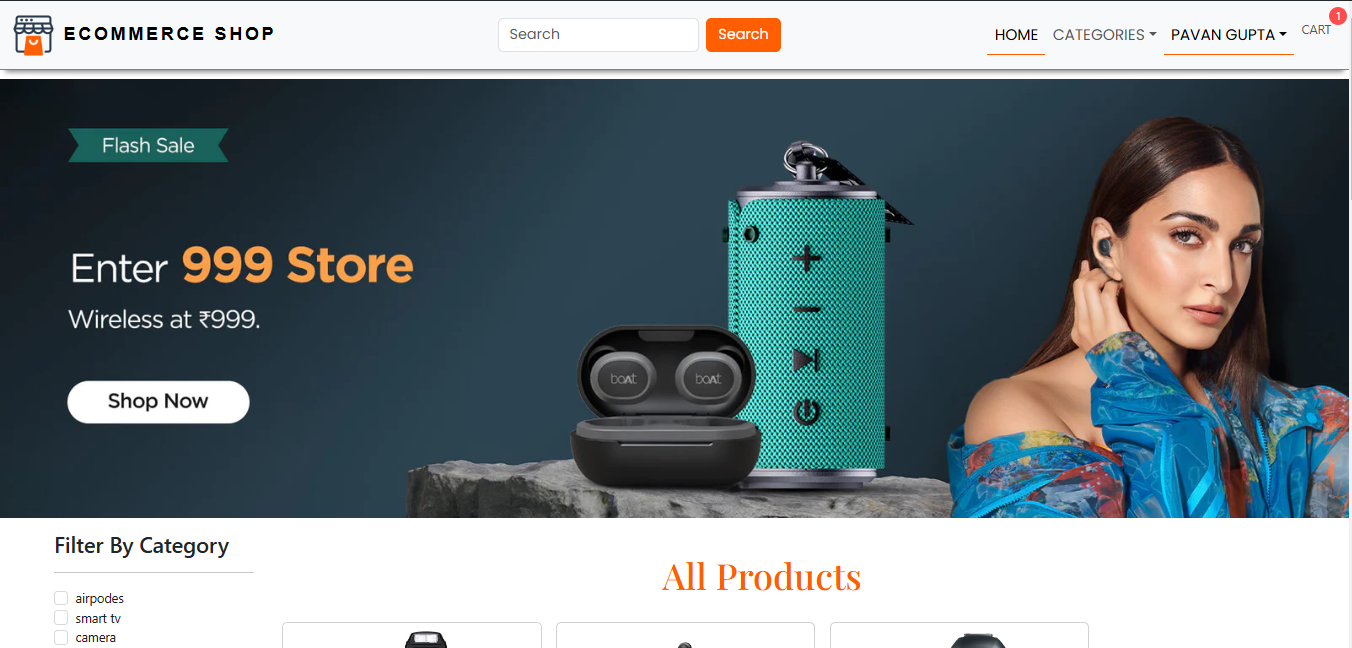 ECOMMERCE SHOP
Search
Search
HOME
CATEGORIES
PAVAN GUPTA
CART
1
Flash Sale
Enter 999 Store
Wireless at ₹999.
Shop Now
boAt
boAt
Filter By Category
airpodes
smart tv
camera
All Products